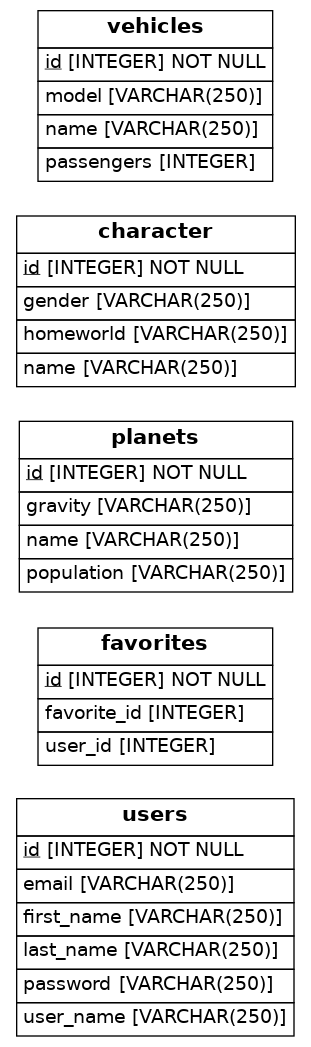 vehicles
id [INTEGER] NOT NULL
model [VARCHAR(250)]
name [VARCHAR(250)]
passengers [INTEGER]
character
id [INTEGER] NOT NULL
gender [VARCHAR(250)]
homeworld [VARCHAR(250)]
name [VARCHAR(250)]
planets
id [INTEGER] NOT NULL
gravity [VARCHAR(250)]
name [VARCHAR(250)]
population [VARCHAR(250)]
favorites
id [INTEGER] NOT NULL
favorite_id [INTEGER]
user_id [INTEGER]
users
id [INTEGER] NOT NULL
email [VARCHAR(250)]
first_name [VARCHAR(250)]
last_name [VARCHAR(250)]
password [VARCHAR(250)]
user_name [VARCHAR(250)]